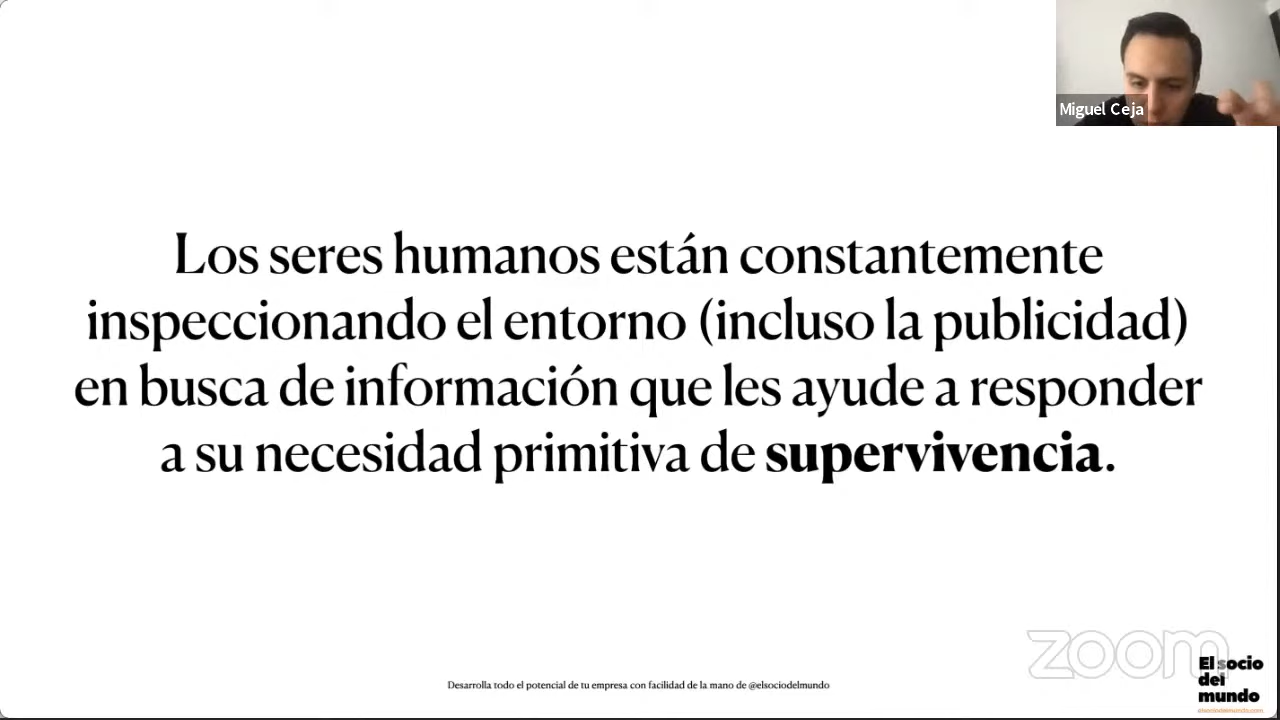 Miguel Ceja
Los seres humanos están constantemente
inspeccionando el entorno (incluso la publicidad)
en busca de información que les ayude a responder
a su necesidad primitiva de supervivencia.
zoom
El socio
del
mundo
elsociodelmundo.com
Desarrolla todo el potencial de tu empresa con facilidad de la mano de @elsociodelmundo